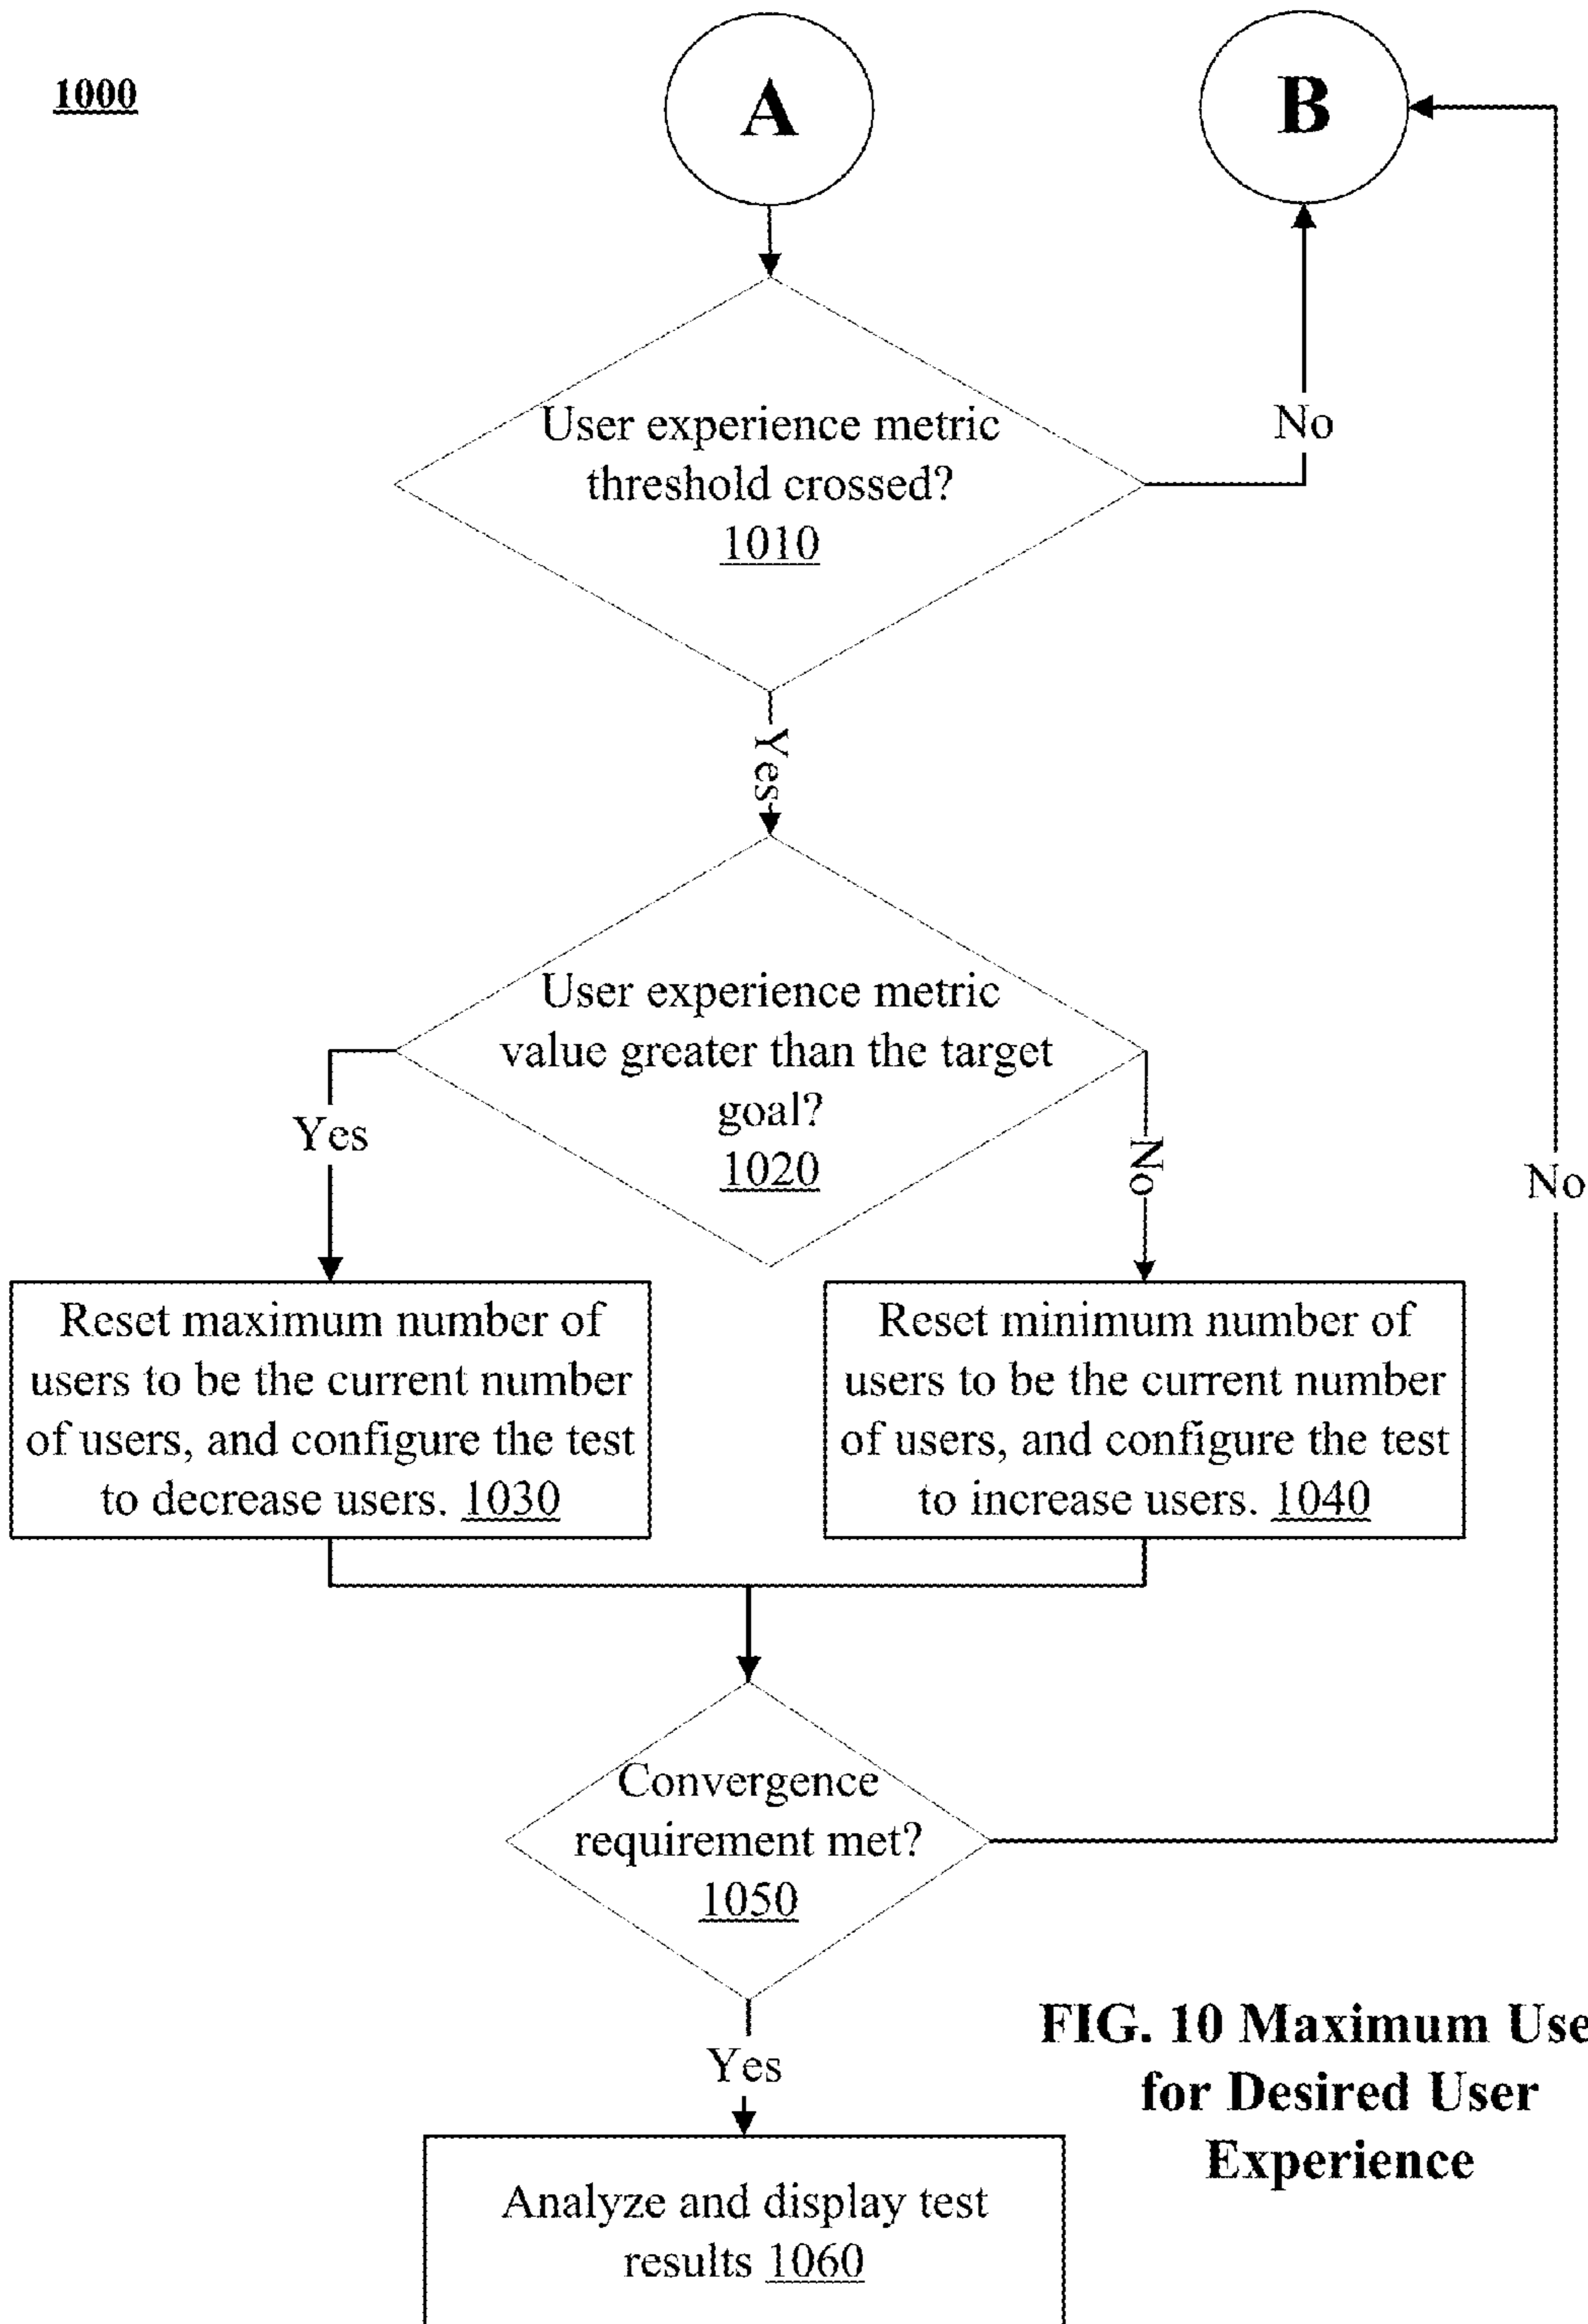 1000
A
B
User experience metric
threshold crossed?
1010
No
Yes
User experience metric
value greater than the target
goal?
1020
Yes
No
No
Reset maximum number of
users to be the current number
of users, and configure the test
to decrease users. 1030
Reset minimum number of
users to be the current number
of users, and configure the test
to increase users. 1040
Convergence
requirement met?
1050
Yes
FIG. 10 Maximum Use
for Desired User
Experience
Analyze and display test
results 1060